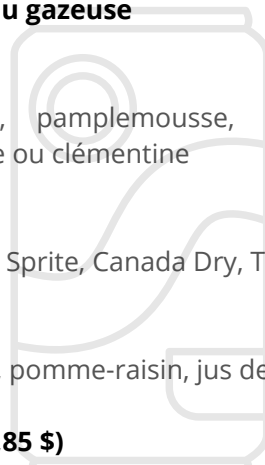 gazeuse
, pamplemousse,
ou clémentine
Sprite, Canada Dry,
pomme-raisin, jus de
85 $)